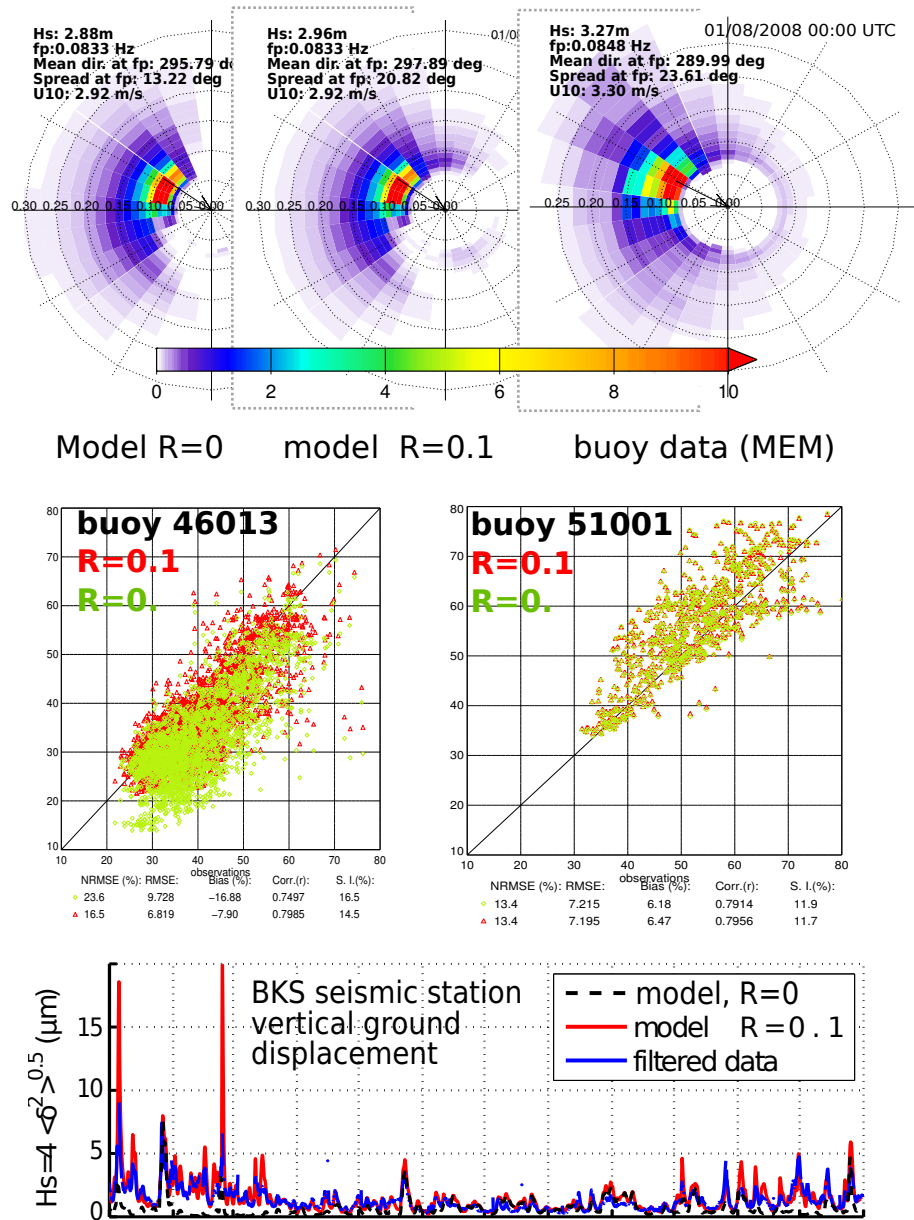 Hs: 2.88m
fp:0.0833 Hz
Mean dir. at fp: 295.79 d
Spread at fp: 13.22 deg
U10: 2.92 m/s
Hs: 2.96m
fp:0.0833 Hz
Mean dir. at fp: 297.89 deg
Spread at fp: 20.82 deg
U10: 2.92 m/s
01/0
Hs: 3.27m
fp:0.0848 Hz
Mean dir. at fp: 289.99 deg
Spread at fp: 23.61 deg
U10: 3.30 m/s
01/08/2008 00:00 UTC
0.30 0.25 0.20 0.15 0.10 0.05 0.00
0.25 0.20 0.15 0.10 0.05 0.00
0.25 0.20 0.15 0.10 0.05 0.00
0 2 4 6 8 10
Model R=0 model R=0.1 buoy data (MEM)
buoy 46013
R=0.1
R=0.
80
70
60
50
40
30
20
10
10 20 30 40 50 60 70 80
observations
NRMSE (%): RMSE: Bias (%): Corr.(r): S. I.(%):
23.6 9.728 −16.88 0.7497 16.5
16.5 6.819 −7.90 0.7985 14.5
buoy 51001
R=0.1
R=0.
80
70
60
50
40
30
20
10
10 20 30 40 50 60 70 80
observations
NRMSE (%): RMSE: Bias (%): Corr.(r): S. I.(%):
13.4 7.215 6.18 0.7914 11.9
13.4 7.195 6.47 0.7956 11.7
BKS seismic station
vertical ground
displacement
model, R=0
model R=0.1
filtered data
Hs=4 <δ²>^0.5 (μm)
15
10
5
0